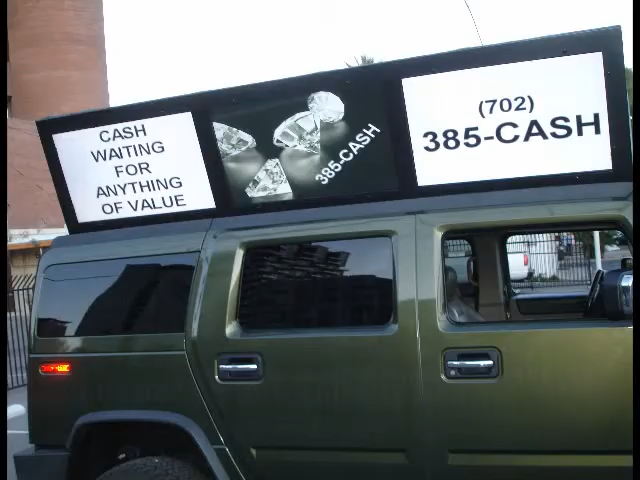 CASH
WAITING
FOR
ANYTHING
OF VALUE
385-CASH
(702)
385-CASH